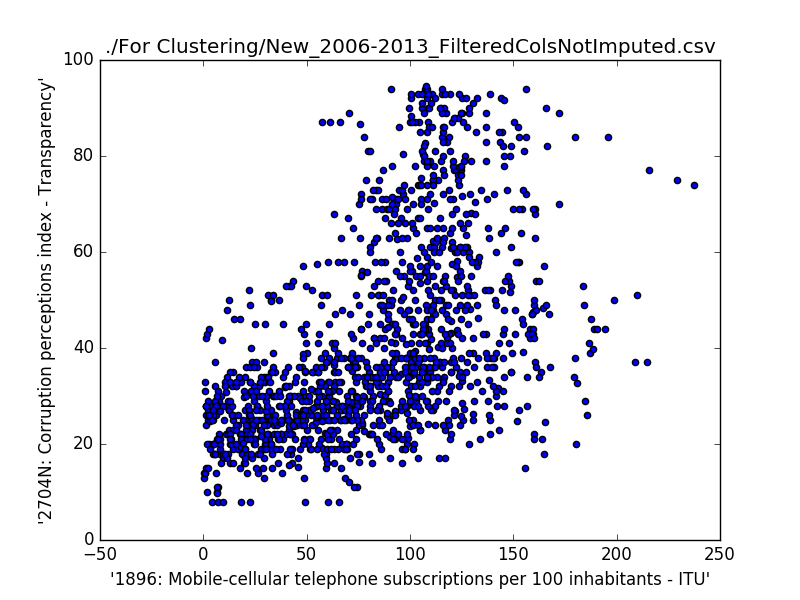 ./For Clustering/New_2006-2013_FilteredColsNotImputed.csv
100
80
60
40
20
0
'2704N: Corruption perceptions index - Transparency'
−50 0 50 100 150 200 250
'1896: Mobile-cellular telephone subscriptions per 100 inhabitants - ITU'